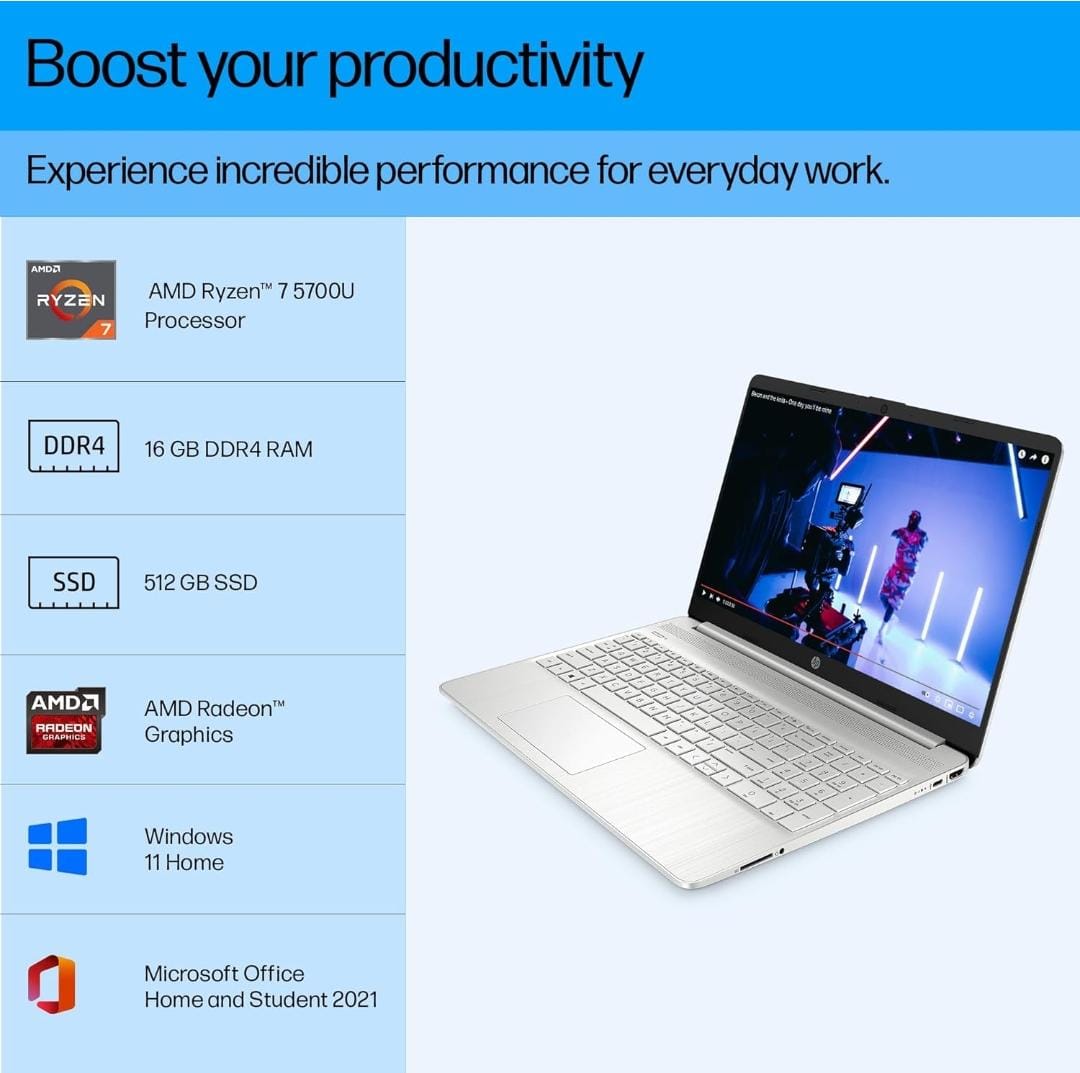 Boost your productivity
Experience incredible performance for everyday work.
AMD
RYZEN
7
AMD Ryzen™ 7 5700U
Processor
DDR4
16 GB DDR4 RAM
SSD
512 GB SSD
AMD
RADEON
GRAPHICS
AMD Radeon™
Graphics
Windows
11 Home
Microsoft Office
Home and Student 2021
hp